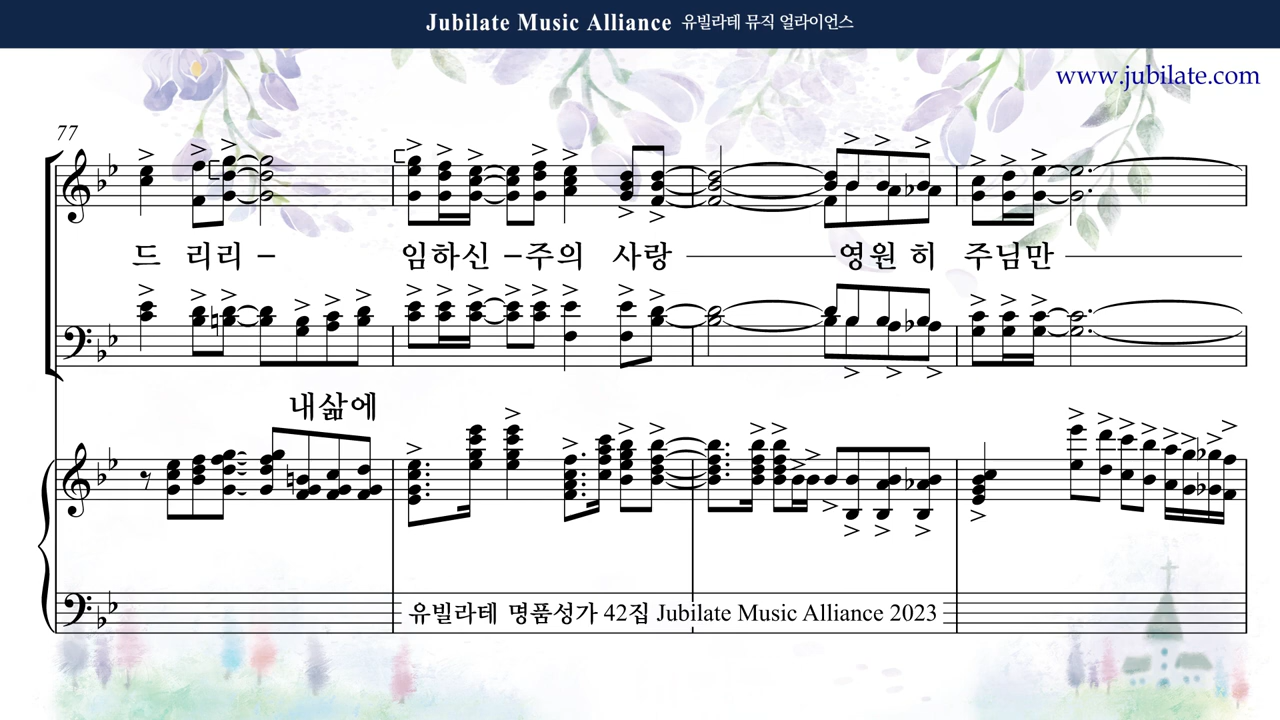 Jubilate Music Alliance 유빌라테 뮤직 얼라이언스
www.jubilate.com
77
드 리리 – 임하신 – 주의 사랑 영원 히 주님만
내삶에
유빌라테 명품성가 42집 Jubilate Music Alliance 2023